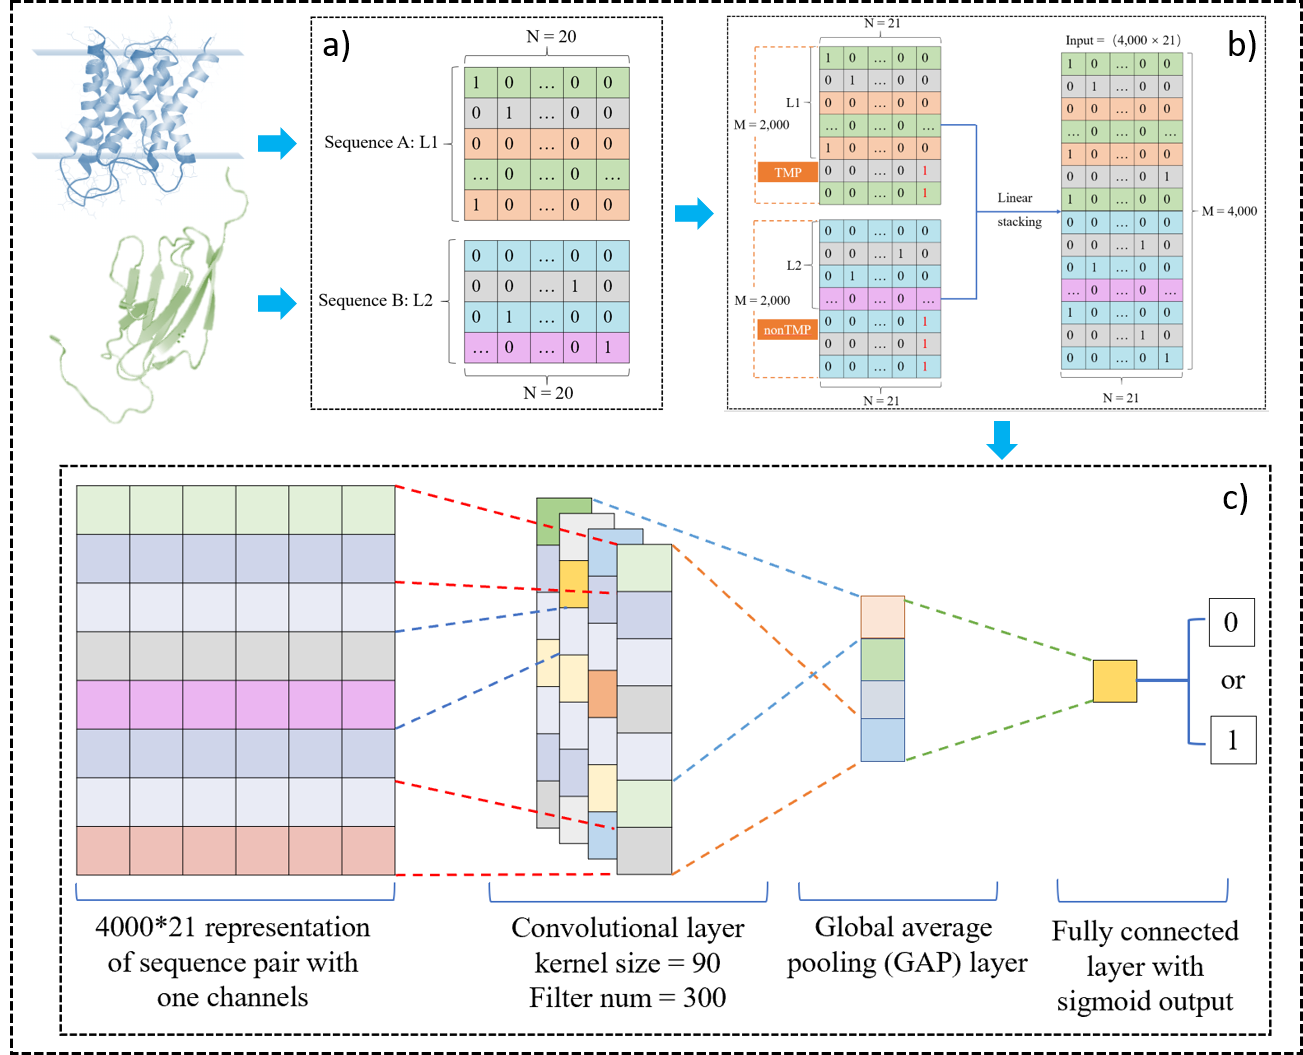 a)
N = 20
Sequence A: L1
1 0 ... 0 0
0 1 ... 0 0
0 0 ... 0 0
... 0 ... 0 ...
1 0 ... 0 0
Sequence B: L2
0 0 ... 0 0
0 0 ... 1 0
0 1 ... 0 0
... 0 ... 0 1
N = 20
b)
N = 21
L1
M = 2,000
TMP
1 0 ... 0 0
0 1 ... 0 0
0 0 ... 0 0
... 0 ... 0 ...
1 0 ... 0 0
0 0 ... 0 1
0 0 ... 0 1
L2
M = 2,000
nonTMP
0 0 ... 0 0
0 0 ... 1 0
0 1 ... 0 0
... 0 ... 0 ...
0 0 ... 0 1
0 0 ... 0 1
0 0 ... 0 1
N = 21
Linear
stacking
Input = (4,000 × 21)
1 0 ... 0 0
0 1 ... 0 0
0 0 ... 0 0
... 0 ... 0 ...
1 0 ... 0 0
0 0 ... 0 1
1 0 ... 0 0
0 0 ... 0 0
0 0 ... 1 0
0 1 ... 0 0
... 0 ... 0 ...
1 0 ... 0 0
0 0 ... 1 0
0 0 ... 0 1
M = 4,000
N = 21
c)
0
or
1
4000*21 representation
of sequence pair with
one channels
Convolutional layer
kernel size = 90
Filter num = 300
Global average
pooling (GAP) layer
Fully connected
layer with
sigmoid output